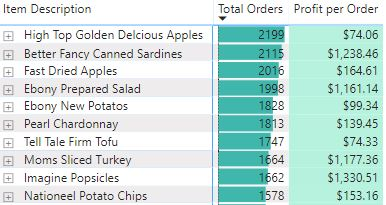 Item Description Total Orders Profit per Order
High Top Golden Delcious Apples 2199 $74.06
Better Fancy Canned Sardines 2115 $1,238.46
Fast Dried Apples 2016 $164.61
Ebony Prepared Salad 1998 $1,161.14
Ebony New Potatos 1828 $99.34
Pearl Chardonnay 1813 $139.45
Tell Tale Firm Tofu 1747 $74.33
Moms Sliced Turkey 1664 $1,177.36
Imagine Popsicles 1662 $1,330.51
Nationeel Potato Chips 1578 $153.16